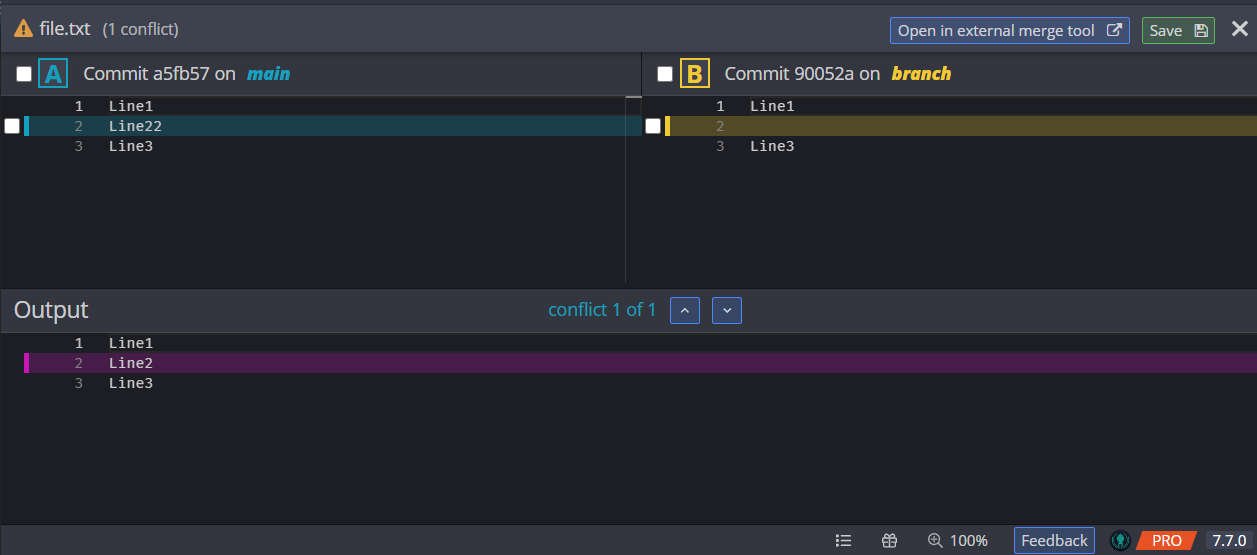 file.txt (1 conflict)
Open in external merge tool
Save
A Commit a5fb57 on main
B Commit 90052a on branch
1 Line1
2 Line22
3 Line3
1 Line1
2
3 Line3
Output
conflict 1 of 1
1 Line1
2 Line2
3 Line3
100%
Feedback
PRO
7.7.0